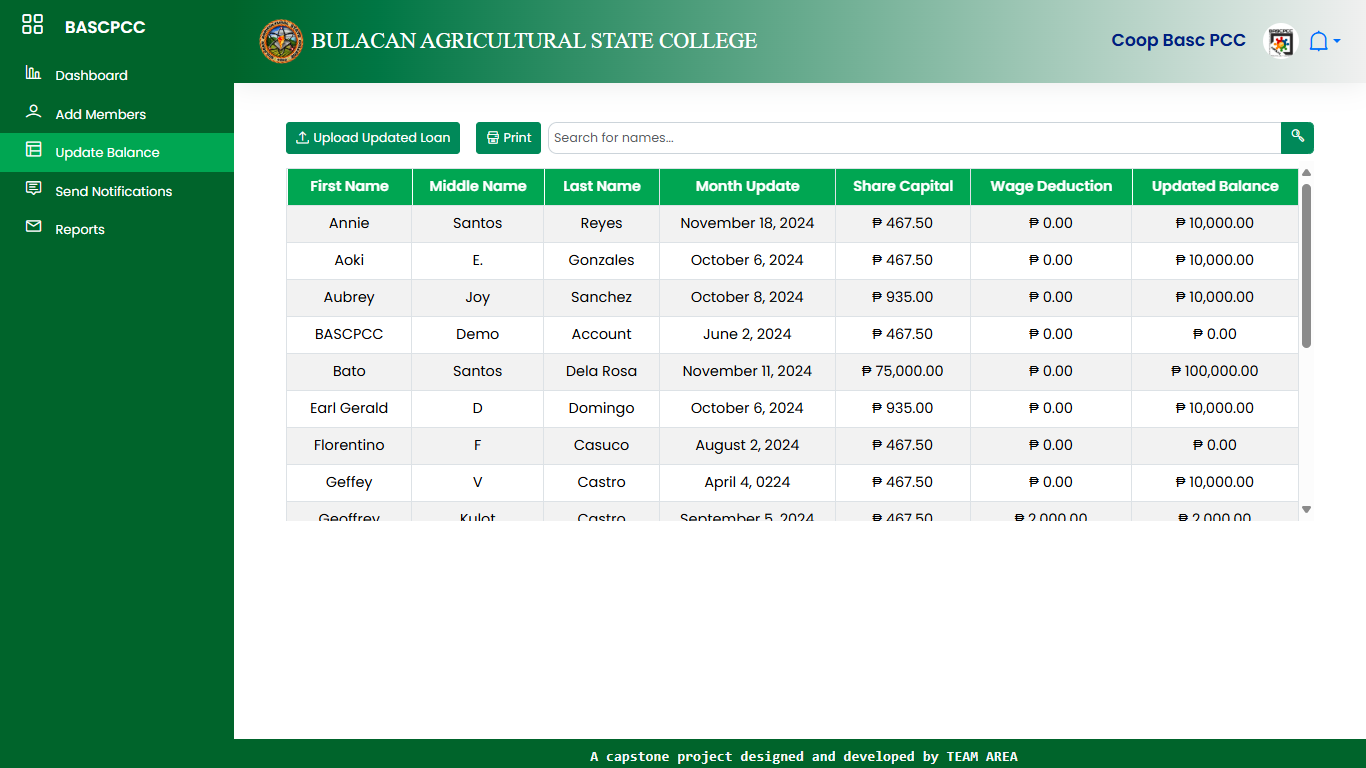 BASCPCC
Dashboard
Add Members
Update Balance
Send Notifications
Reports
BULACAN AGRICULTURAL STATE COLLEGE
Coop Basc PCC
Upload Updated Loan Print Search for names...
First Name Middle Name Last Name Month Update Share Capital Wage Deduction Updated Balance
Annie Santos Reyes November 18, 2024 ₱ 467.50 ₱ 0.00 ₱ 10,000.00
Aoki E. Gonzales October 6, 2024 ₱ 467.50 ₱ 0.00 ₱ 10,000.00
Aubrey Joy Sanchez October 8, 2024 ₱ 935.00 ₱ 0.00 ₱ 10,000.00
BASCPCC Demo Account June 2, 2024 ₱ 467.50 ₱ 0.00 ₱ 0.00
Bato Santos Dela Rosa November 11, 2024 ₱ 75,000.00 ₱ 0.00 ₱ 100,000.00
Earl Gerald D Domingo October 6, 2024 ₱ 935.00 ₱ 0.00 ₱ 10,000.00
Florentino F Casuco August 2, 2024 ₱ 467.50 ₱ 0.00 ₱ 0.00
Geffey V Castro April 4, 0224 ₱ 467.50 ₱ 0.00 ₱ 10,000.00
Geoffrey Kulot Castro September 5, 2024 ₱ 467.50 ₱ 2,000.00 ₱ 2,000.00
A capstone project designed and developed by TEAM AREA